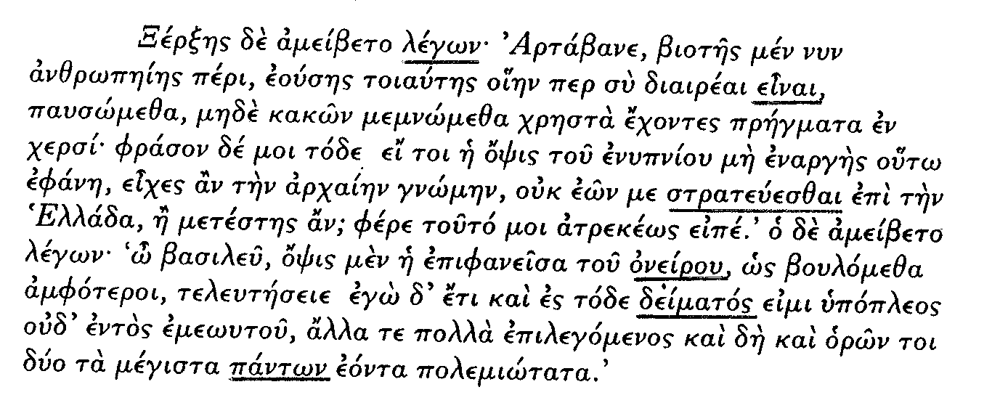 Ξέρξης δὲ ἀμείβετο λέγων· ’Αρτάβανε, βιοτῆς μέν νυν
ἀνθρωπηίης πέρι, ἐούσης τοιαύτης οἵην περ σὺ διαιρέαι εἶναι,
παυσώμεθα, μηδὲ κακῶν μεμνώμεθα χρηστὰ ἔχοντες πρήγματα ἐν
χερσί· φράσον δέ μοι τόδε εἴ τοι ἡ ὄψις τοῦ ἐνυπνίου μὴ ἐναργὴς οὕτω
ἐφάνη, εἶχες ἂν τὴν ἀρχαίην γνώμην, οὐκ ἐῶν με στρατεύεσθαι ἐπὶ τὴν
Ἑλλάδα, ἢ μετέστης ἄν; φέρε τοῦτό μοι ἀτρεκέως εἰπέ.’ ὁ δὲ ἀμείβετο
λέγων· ‘ὦ βασιλεῦ, ὄψις μὲν ἡ ἐπιφανεῖσα τοῦ ὀνείρου, ὡς βουλόμεθα
ἀμφότεροι, τελευτήσειε ἐγὼ δ’ ἔτι καὶ ἐς τόδε δείματός εἰμι ὑπόπλεος
οὐδ’ ἐντὸς ἐμεωυτοῦ, ἄλλα τε πολλὰ ἐπιλεγόμενος καὶ δὴ καὶ ὁρῶν τοι
δύο τὰ μέγιστα πάντων ἐόντα πολεμιώτατα.’